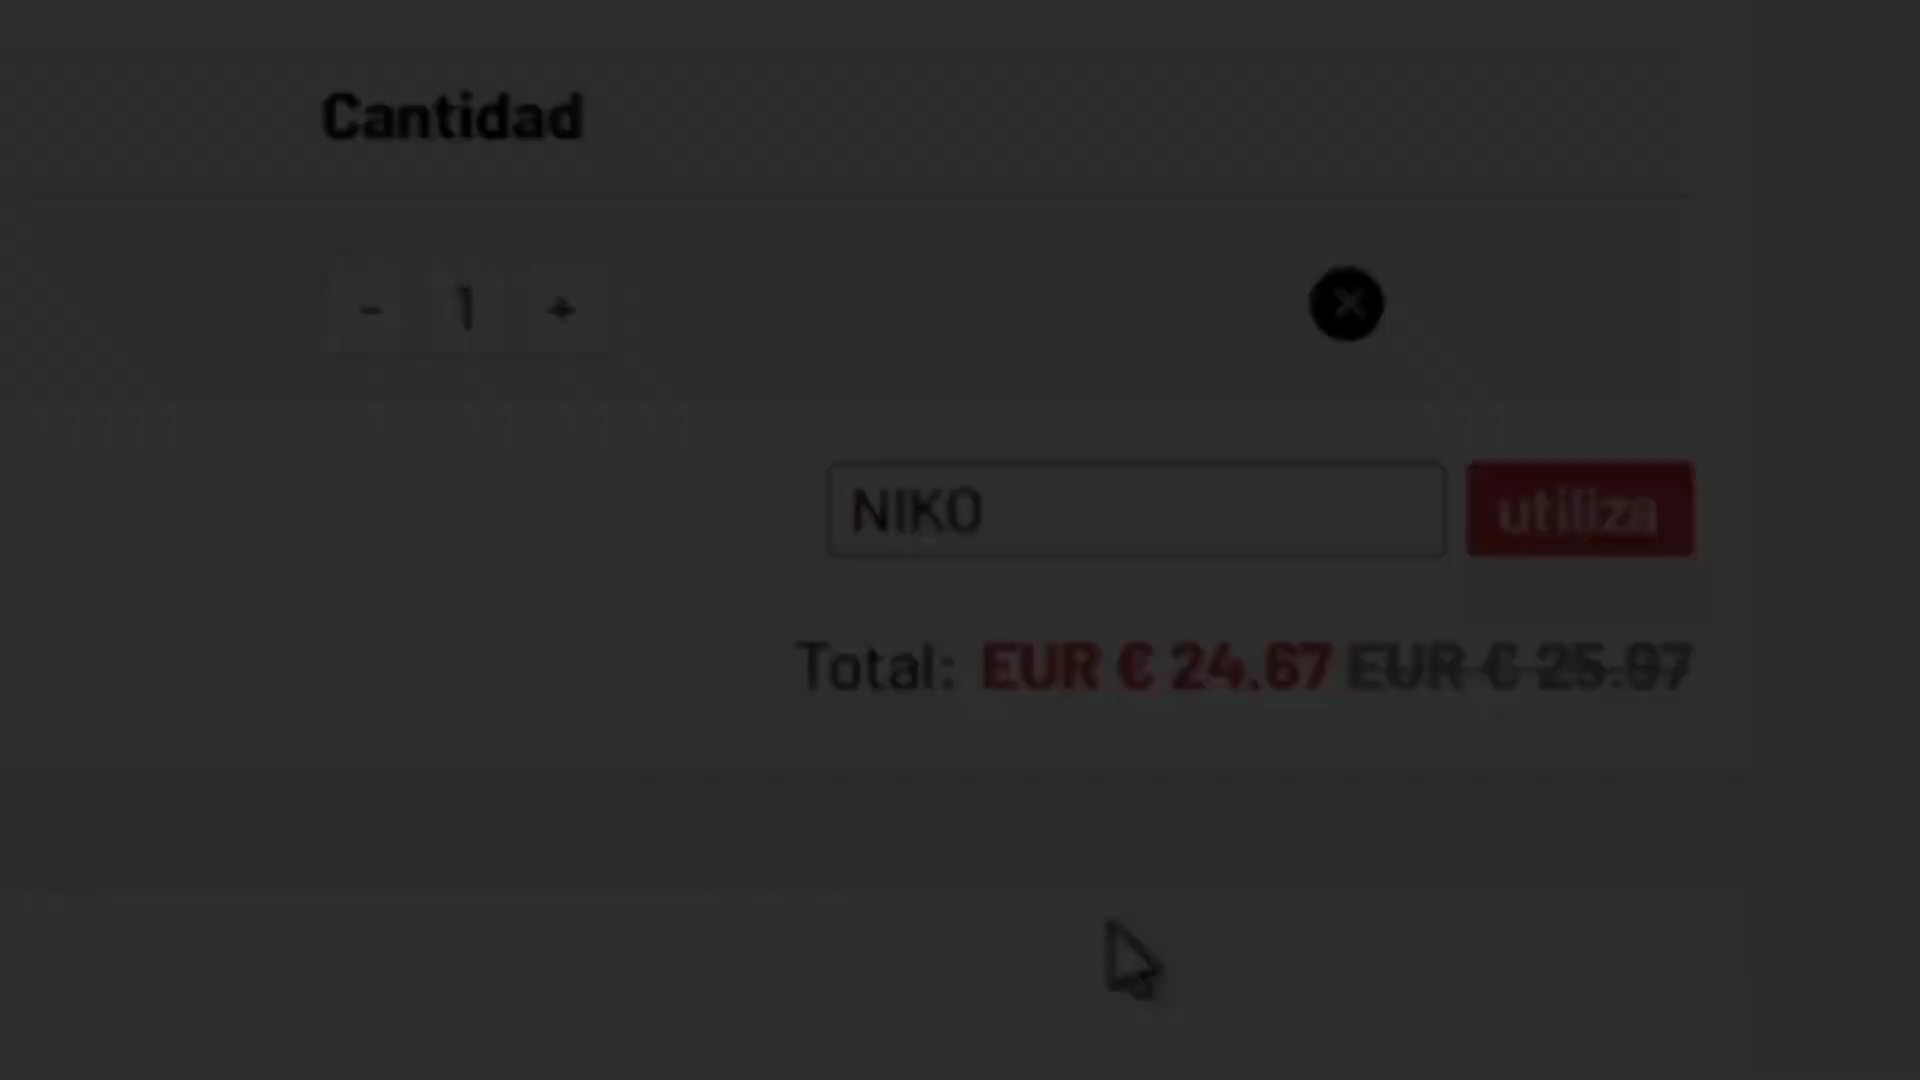 Cantidad
- 1 +
NIKO utiliza
Total: EUR € 24.67 EUR € 25.97